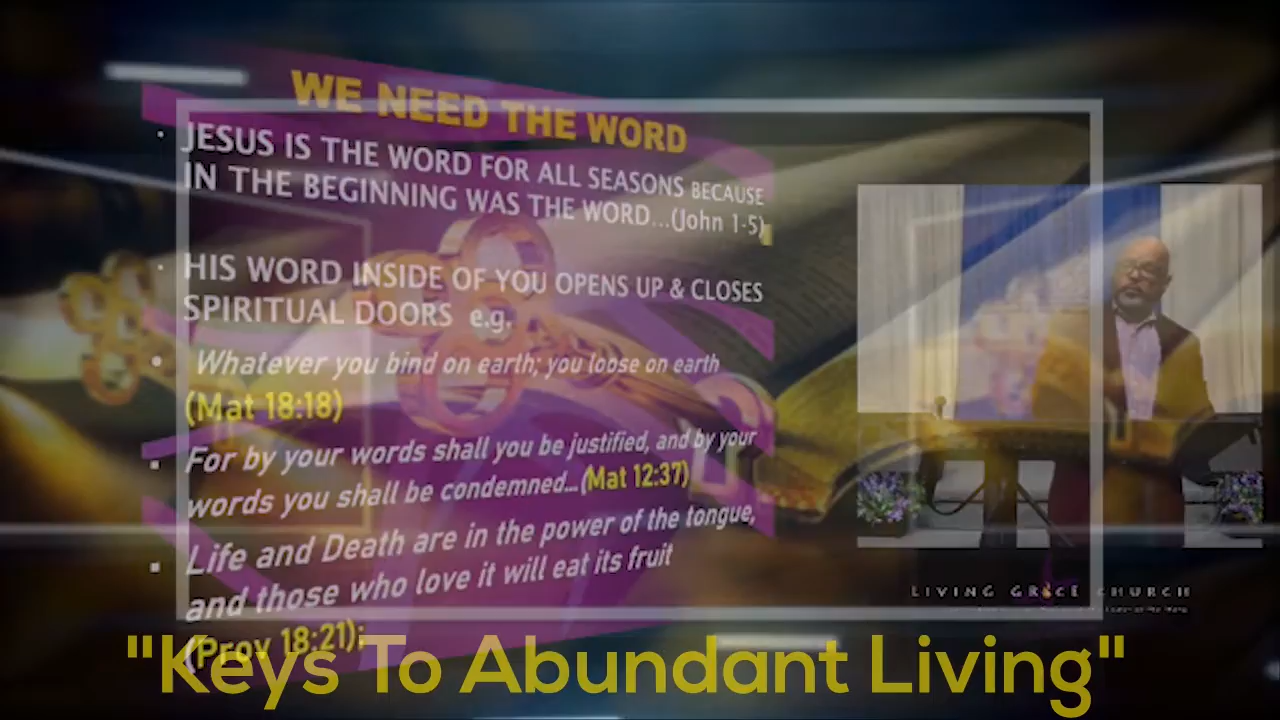 WE NEED THE WORD
· JESUS IS THE WORD FOR ALL SEASONS BECAUSE
IN THE BEGINNING WAS THE WORD...(John 1-5)
· HIS WORD INSIDE OF YOU OPENS UP & CLOSES
SPIRITUAL DOORS e.g.
• Whatever you bind on earth; you loose on earth
(Mat 18:18)
▪ For by your words shall you be justified, and by your
words you shall be condemned...(Mat 12:37)
▪ Life and Death are in the power of the tongue,
and those who love it will eat its fruit
(Prov 18:21);
LIVING GRACE CHURCH
"Keys To Abundant Living"